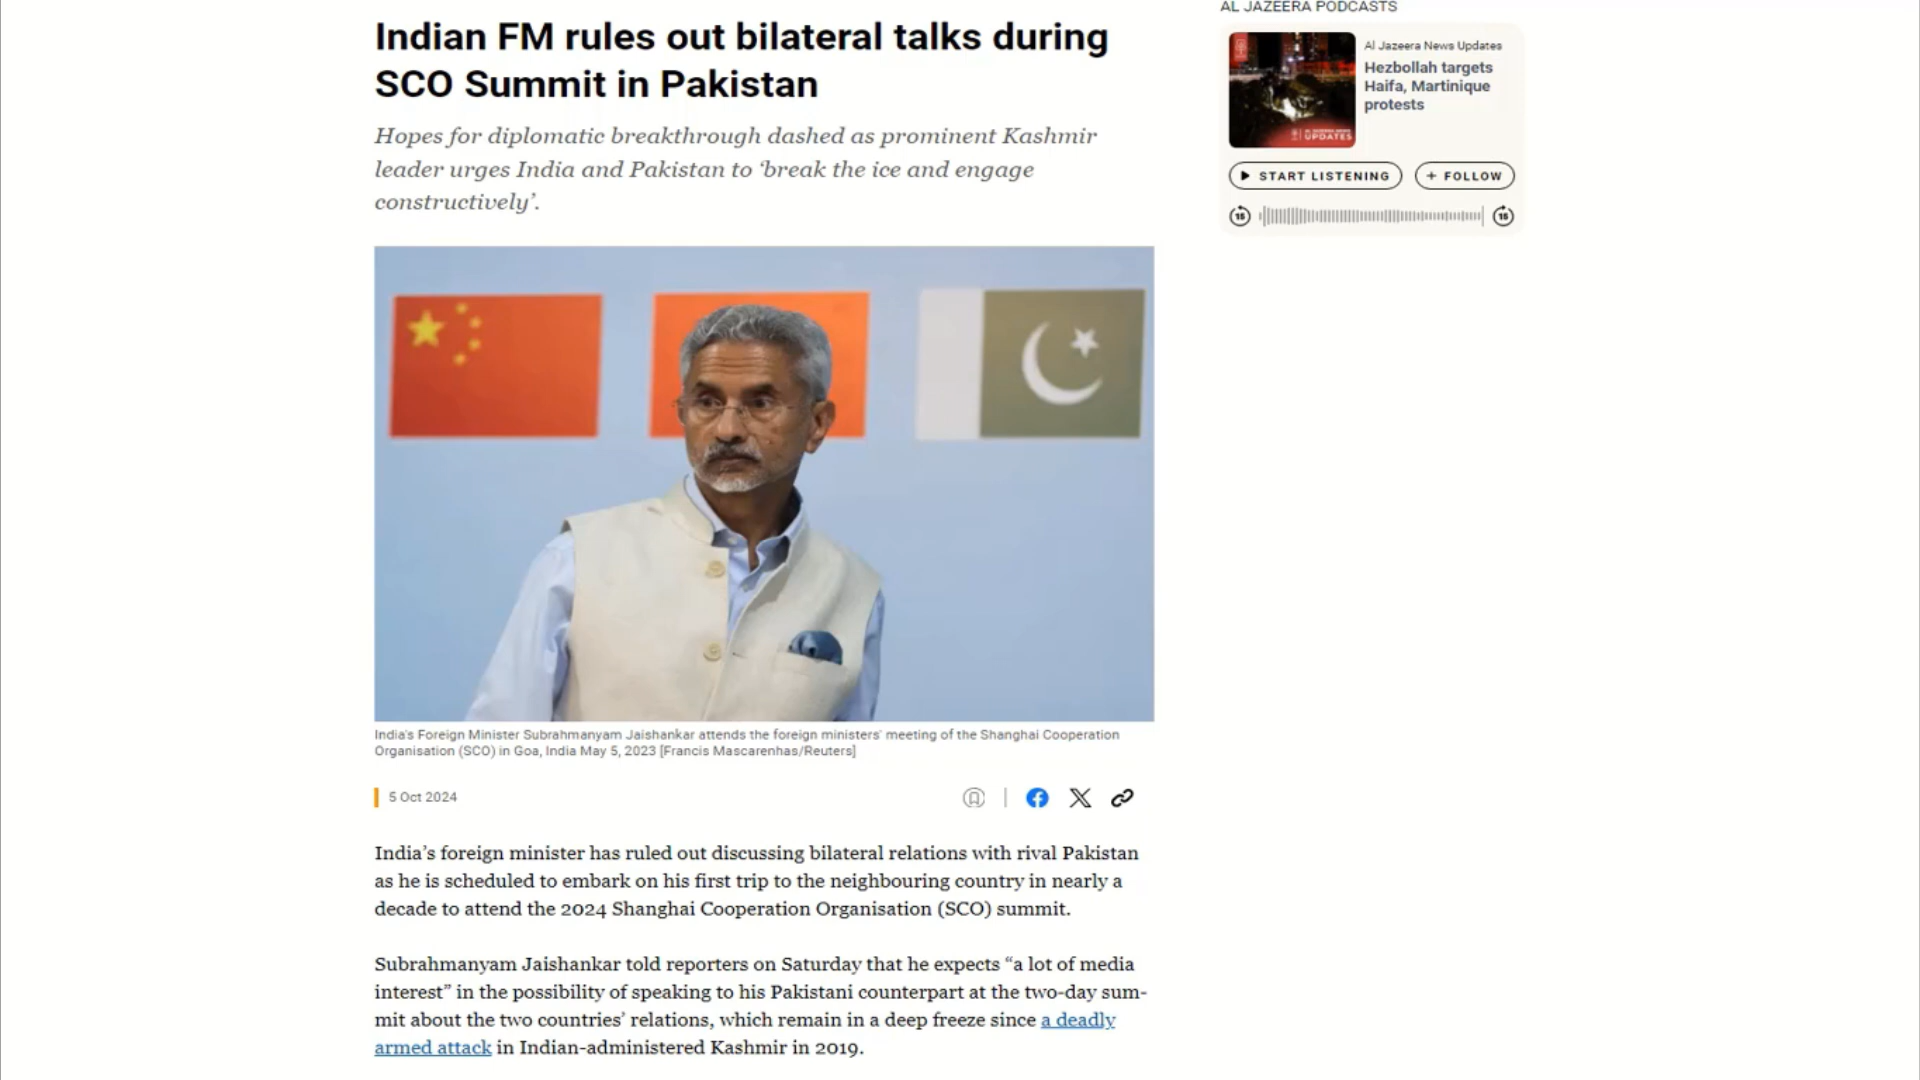 Indian FM rules out bilateral talks during
SCO Summit in Pakistan
Hopes for diplomatic breakthrough dashed as prominent Kashmir
leader urges India and Pakistan to ‘break the ice and engage
constructively’.
India's Foreign Minister Subrahmanyam Jaishankar attends the foreign ministers' meeting of the Shanghai Cooperation
Organisation (SCO) in Goa, India May 5, 2023 [Francis Mascarenhas/Reuters]
5 Oct 2024
India’s foreign minister has ruled out discussing bilateral relations with rival Pakistan
as he is scheduled to embark on his first trip to the neighbouring country in nearly a
decade to attend the 2024 Shanghai Cooperation Organisation (SCO) summit.
Subrahmanyam Jaishankar told reporters on Saturday that he expects “a lot of media
interest” in the possibility of speaking to his Pakistani counterpart at the two-day sum-
mit about the two countries’ relations, which remain in a deep freeze since a deadly
armed attack in Indian-administered Kashmir in 2019.
AL JAZEERA PODCASTS
Al Jazeera News Updates
Hezbollah targets
Haifa, Martinique
protests
AL JAZEERA NEWS
UPDATES
START LISTENING
+ FOLLOW
15
15